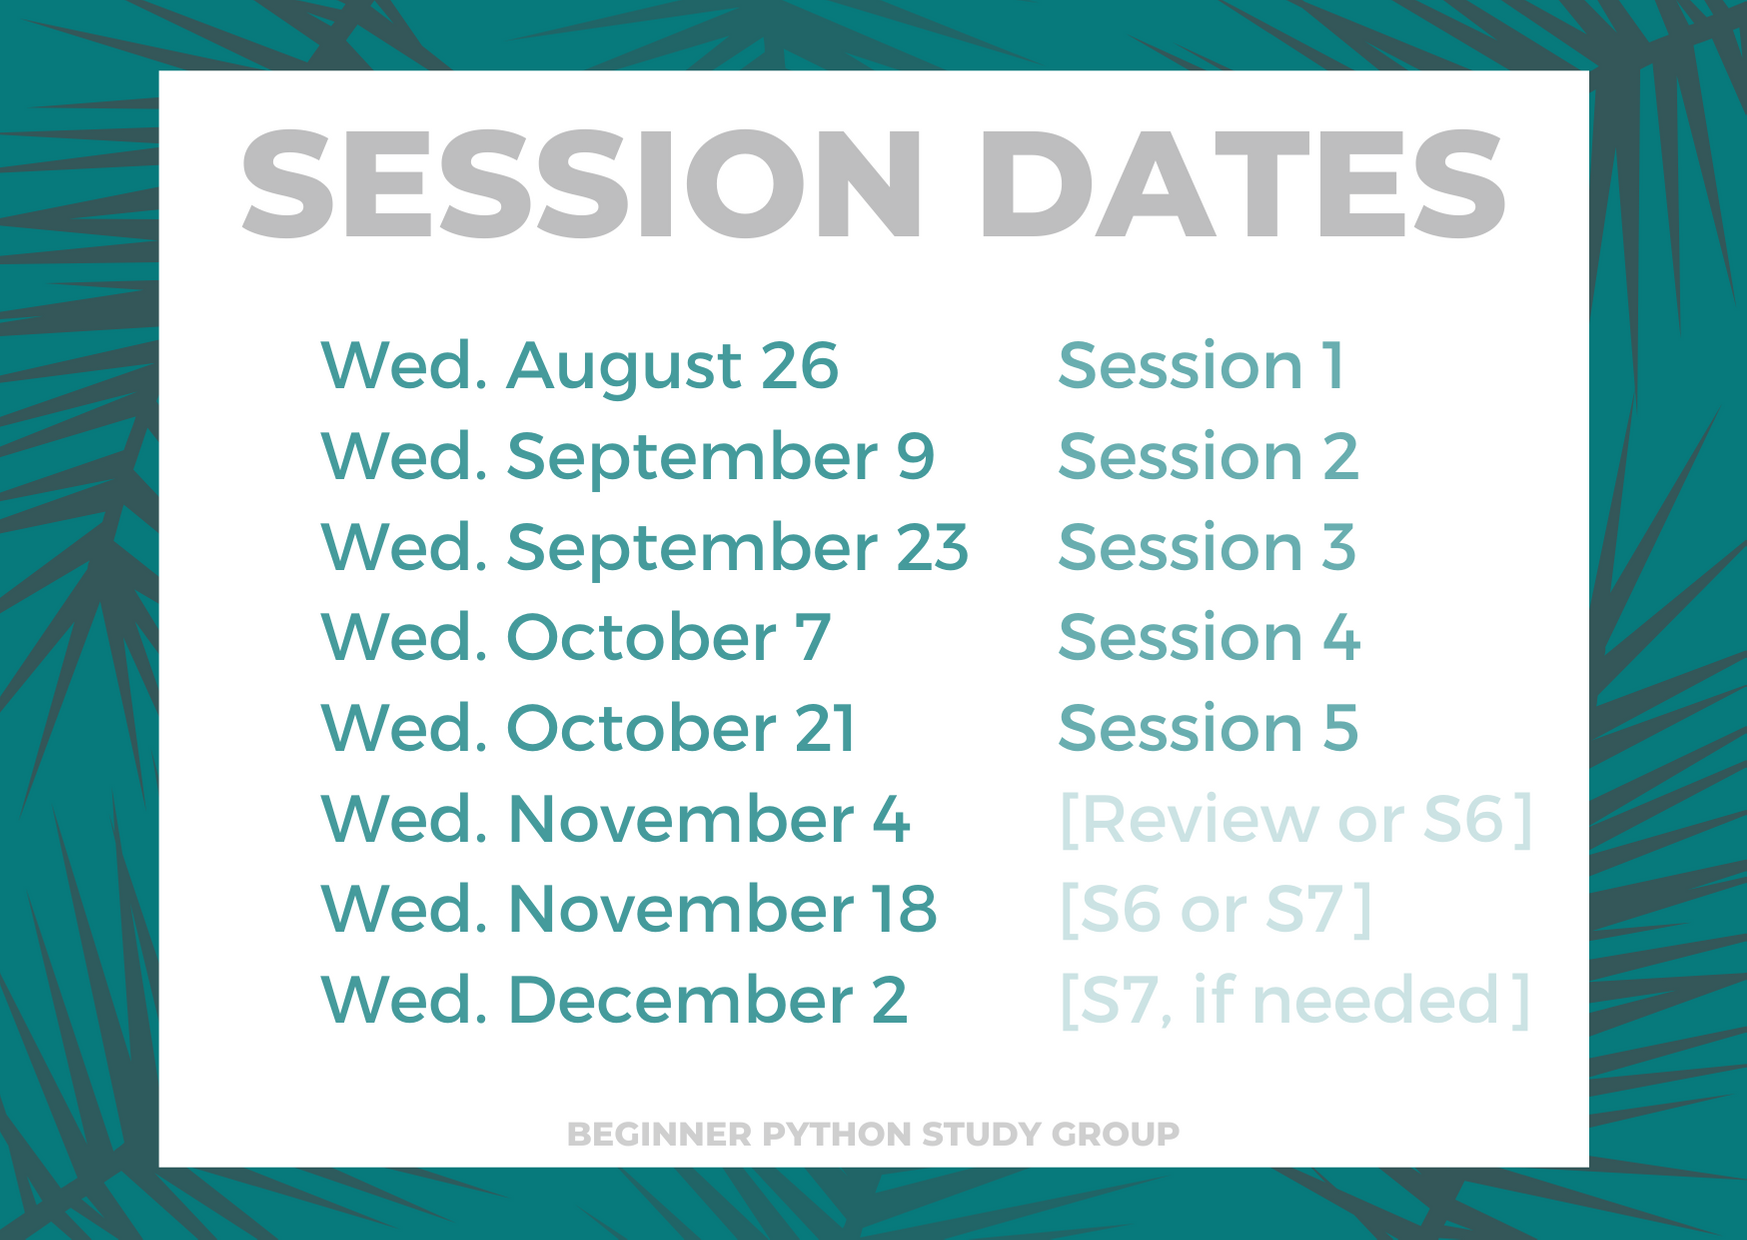 SESSION DATES
Wed. August 26 Session 1
Wed. September 9 Session 2
Wed. September 23 Session 3
Wed. October 7 Session 4
Wed. October 21 Session 5
Wed. November 4 [Review or S6]
Wed. November 18 [S6 or S7]
Wed. December 2 [S7, if needed]
BEGINNER PYTHON STUDY GROUP